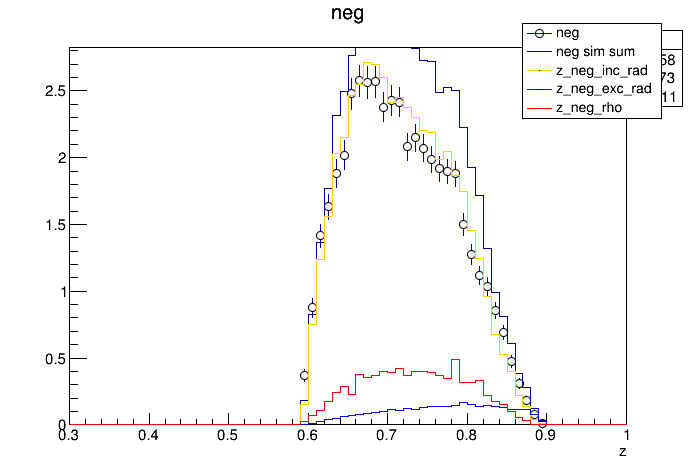 neg
neg
neg sim sum
58
z_neg_inc_rad
73
z_neg_exc_rad
11
z_neg_rho
2.5
2
1.5
1
0.5
0
0.3 0.4 0.5 0.6 0.7 0.8 0.9 1
z